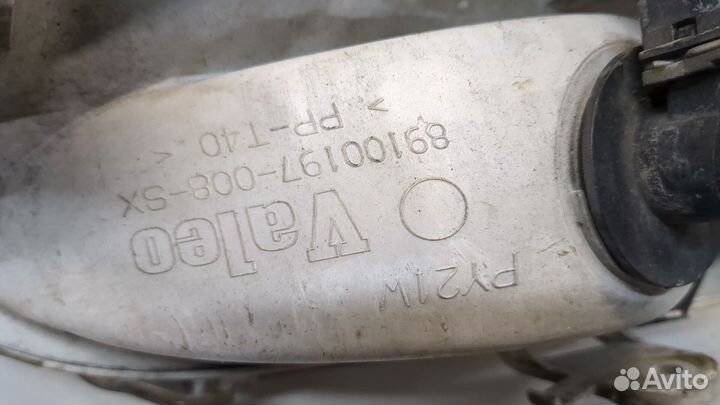 PY21W
Valeo
89100197-008-SX
> PP-T40 <
Avito